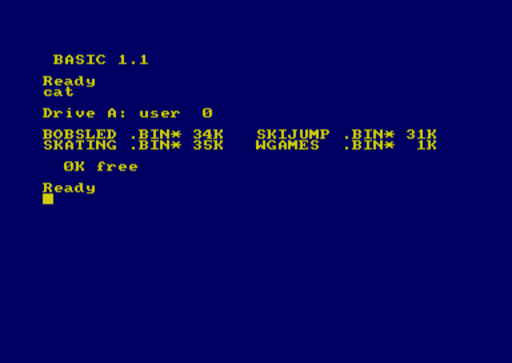 BASIC 1.1
Ready
cat
Drive A: user  0
BOBSLED .BIN* 34K   SKIJUMP .BIN* 31K
SKATING .BIN* 35K   WGAMES  .BIN*  1K
0K free
Ready